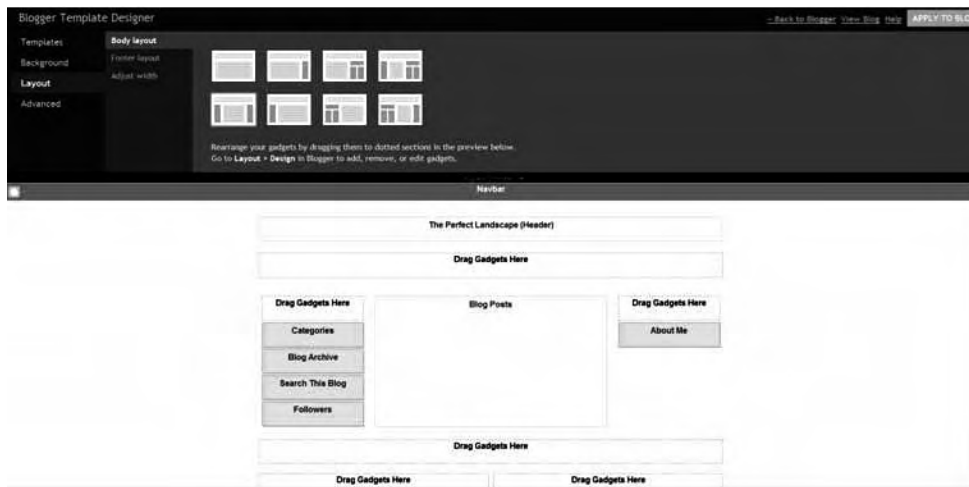 Blogger Template Designer
← Back to Blogger View Blog Help APPLY TO BLO
Templates
Background
Layout
Advanced
Body layout
Footer layout
Adjust width
Rearrange your gadgets by dragging them to dotted sections in the preview below.
Go to Layout > Design in Blogger to add, remove, or edit gadgets.
Navbar
The Perfect Landscape (Header)
Drag Gadgets Here
Drag Gadgets Here
Categories
Blog Archive
Search This Blog
Followers
Blog Posts
Drag Gadgets Here
About Me
Drag Gadgets Here
Drag Gadgets Here Drag Gadgets Here